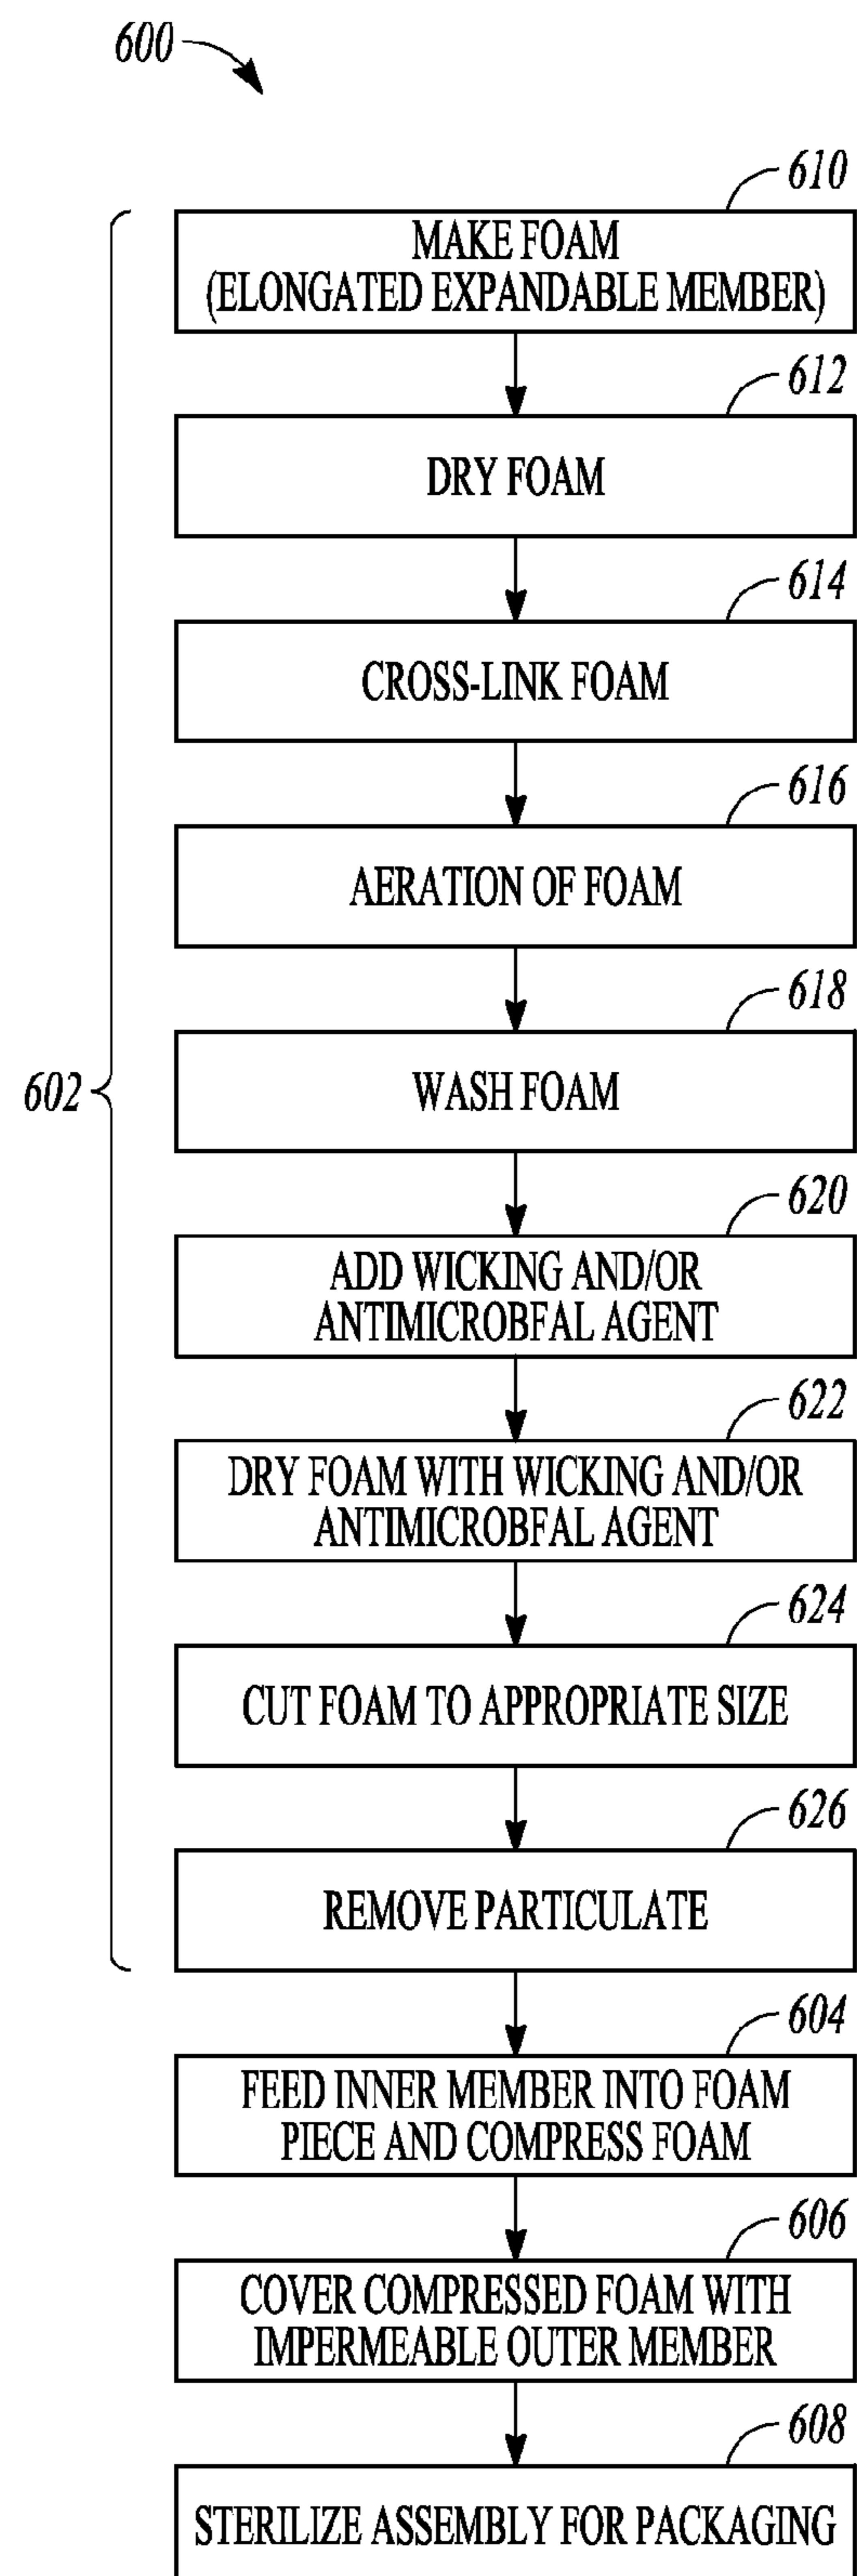 600
610
MAKE FOAM
(ELONGATED EXPANDABLE MEMBER)
612
DRY FOAM
614
CROSS-LINK FOAM
616
AERATION OF FOAM
618
602
WASH FOAM
620
ADD WICKING AND/OR
ANTIMICROBFAL AGENT
622
DRY FOAM WITH WICKING AND/OR
ANTIMICROBFAL AGENT
624
CUT FOAM TO APPROPRIATE SIZE
626
REMOVE PARTICULATE
604
FEED INNER MEMBER INTO FOAM
PIECE AND COMPRESS FOAM
606
COVER COMPRESSED FOAM WITH
IMPERMEABLE OUTER MEMBER
608
STERILIZE ASSEMBLY FOR PACKAGING